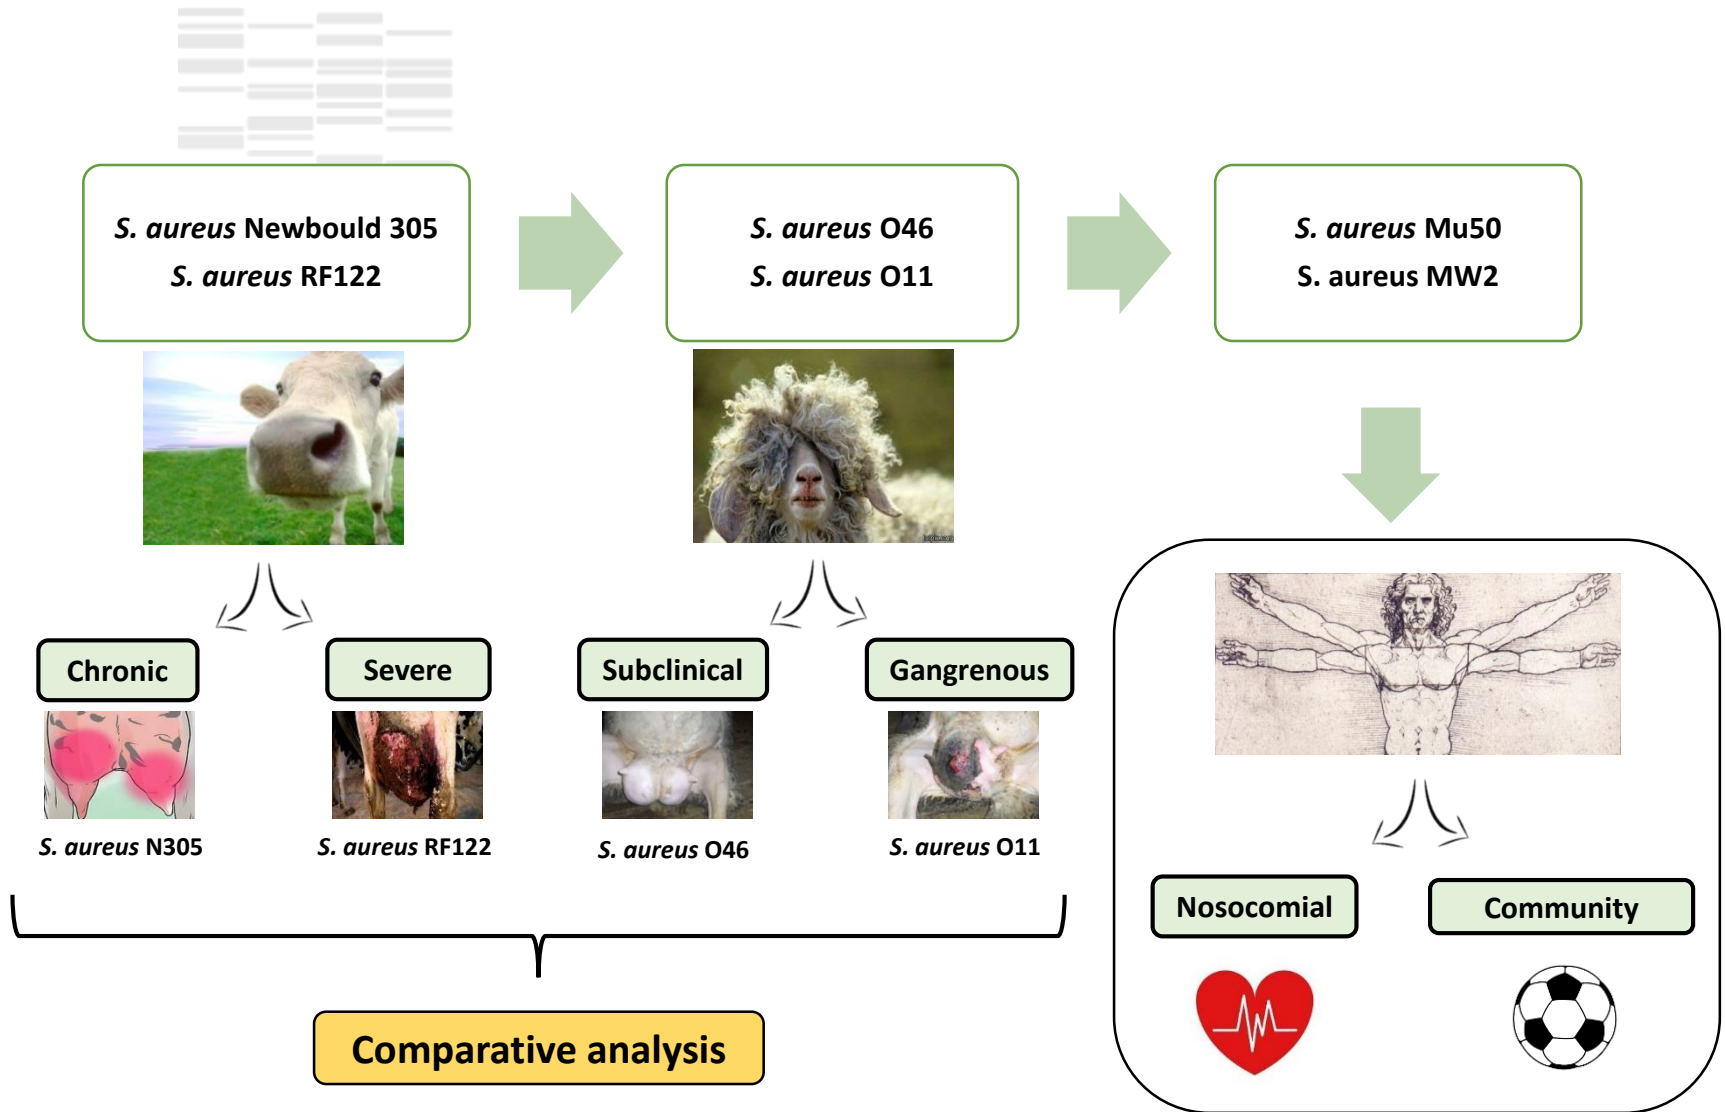 S. aureus Newbould 305
S. aureus RF122
S. aureus O46
S. aureus O11
S. aureus Mu50
S. aureus MW2
Chronic
Severe
Subclinical
Gangrenous
S. aureus N305
S. aureus RF122
S. aureus O46
S. aureus O11
Nosocomial
Community
Comparative analysis